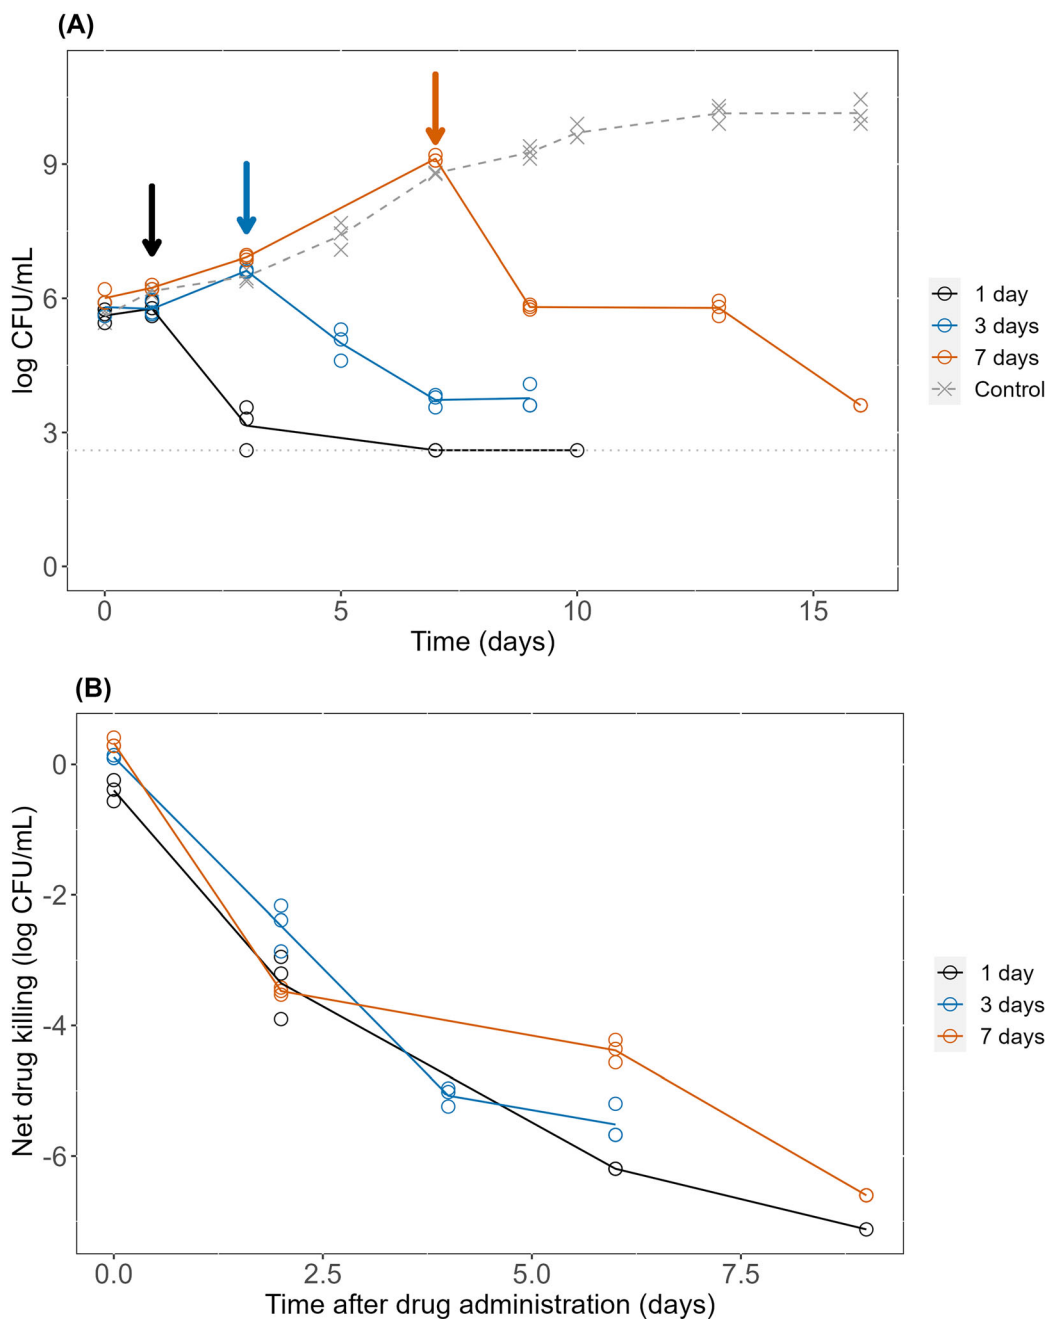 (A)
log CFU/mL
9
6
3
0
0
5
10
15
Time (days)
1 day
3 days
7 days
Control
(B)
Net drug killing (log CFU/mL)
0
-2
-4
-6
0.0
2.5
5.0
7.5
Time after drug administration (days)
1 day
3 days
7 days